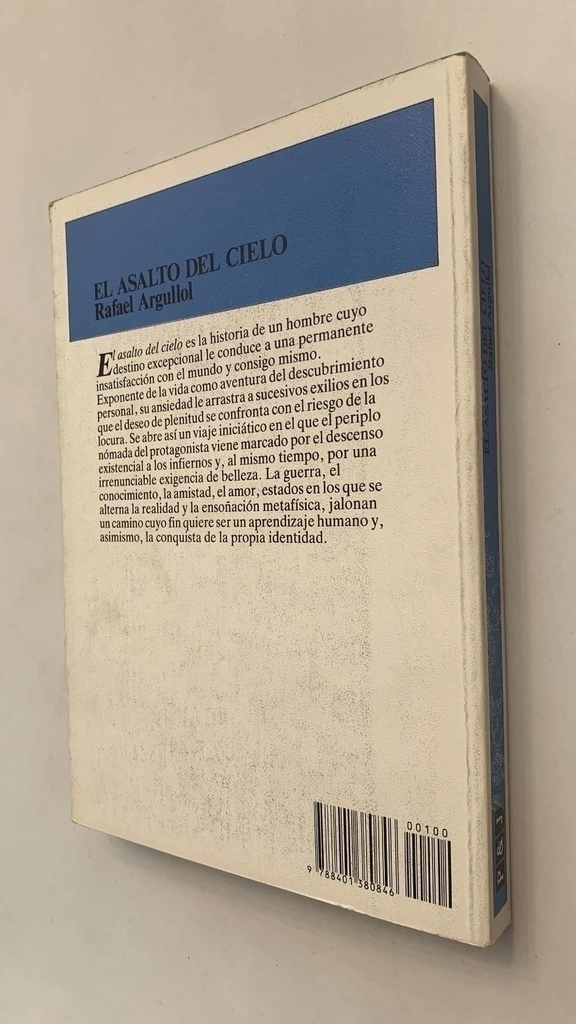 EL ASALTO DEL CIELO
Rafael Argullol
El asalto del cielo es la historia de un hombre cuyo
destino excepcional le conduce a una permanente
insatisfacción con el mundo y consigo mismo.
Exponente de la vida como aventura del descubrimiento
personal, su ansiedad le arrastra a sucesivos exilios en los
que el deseo de plenitud se confronta con el riesgo de la
locura. Se abre así un viaje iniciático en el que el periplo
nómada del protagonista viene marcado por el descenso
existencial a los infiernos y, al mismo tiempo, por una
irrenunciable exigencia de belleza. La guerra, el
conocimiento, la amistad, el amor, estados en los que se
alterna la realidad y la ensoñación metafísica, jalonan
un camino cuyo fin quiere ser un aprendizaje humano y,
asimismo, la conquista de la propia identidad.
00100
9 788401 380846
EL ASALTO DEL CIELO
Rafael Argullol
P & J